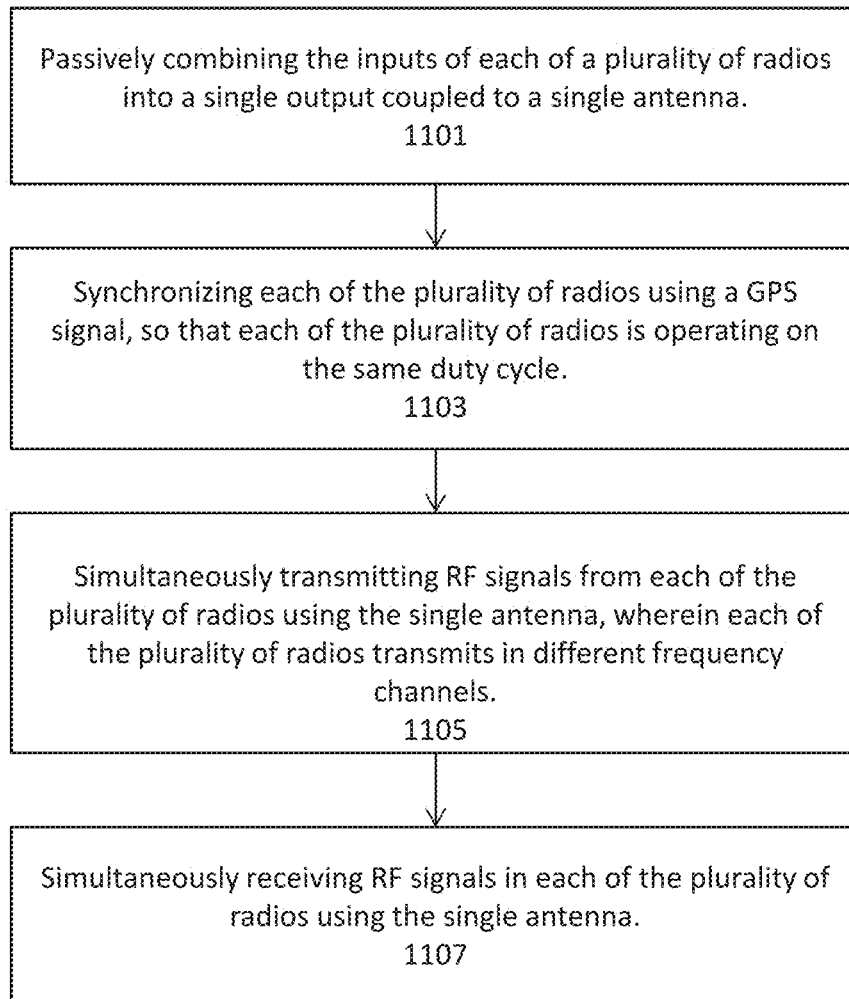 Passively combining the inputs of each of a plurality of radios
into a single output coupled to a single antenna.
1101
Synchronizing each of the plurality of radios using a GPS
signal, so that each of the plurality of radios is operating on
the same duty cycle.
1103
Simultaneously transmitting RF signals from each of the
plurality of radios using the single antenna, wherein each of
the plurality of radios transmits in different frequency
channels.
1105
Simultaneously receiving RF signals in each of the plurality of
radios using the single antenna.
1107